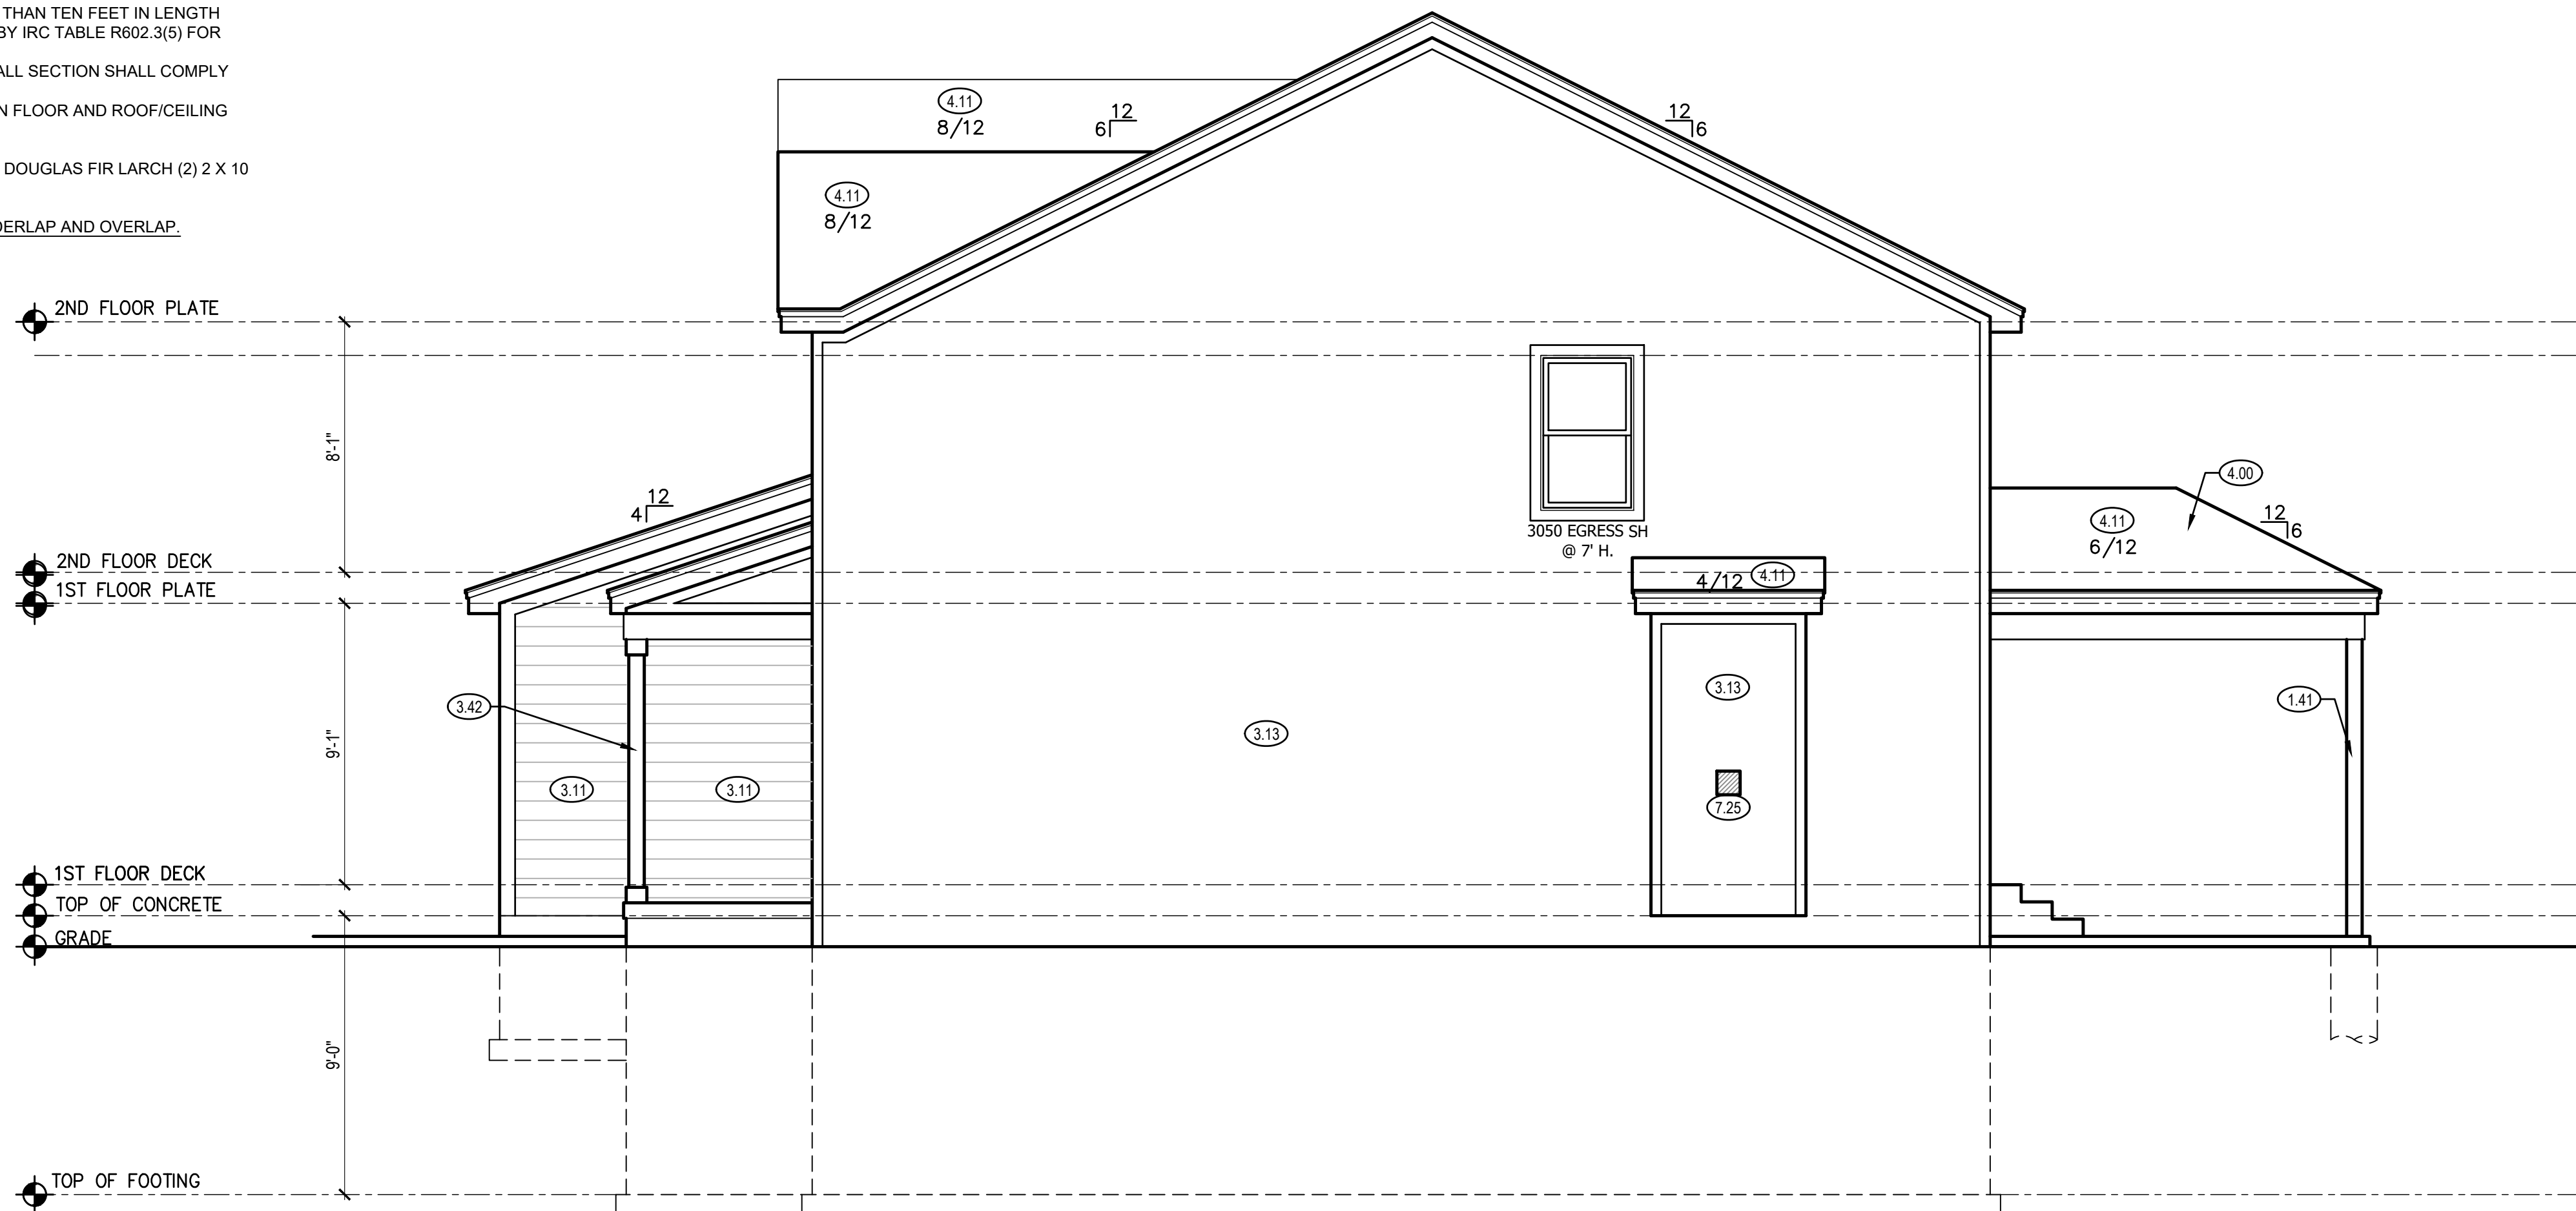 THAN TEN FEET IN LENGTH
BY IRC TABLE R602.3(5) FOR
ALL SECTION SHALL COMPLY
N FLOOR AND ROOF/CEILING
DOUGLAS FIR LARCH (2) 2 X 10
DERLAP AND OVERLAP.
4.11
8/12
12
6
12
6
4.11
8/12
2ND FLOOR PLATE
8'-1"
12
4
4.00
12
6
4.11
6/12
3050 EGRESS SH
@ 7' H.
2ND FLOOR DECK
4/12
4.11
1ST FLOOR PLATE
3.13
3.42
1.41
9'-1"
3.13
3.11
3.11
7.25
1ST FLOOR DECK
TOP OF CONCRETE
GRADE
9'-0"
TOP OF FOOTING